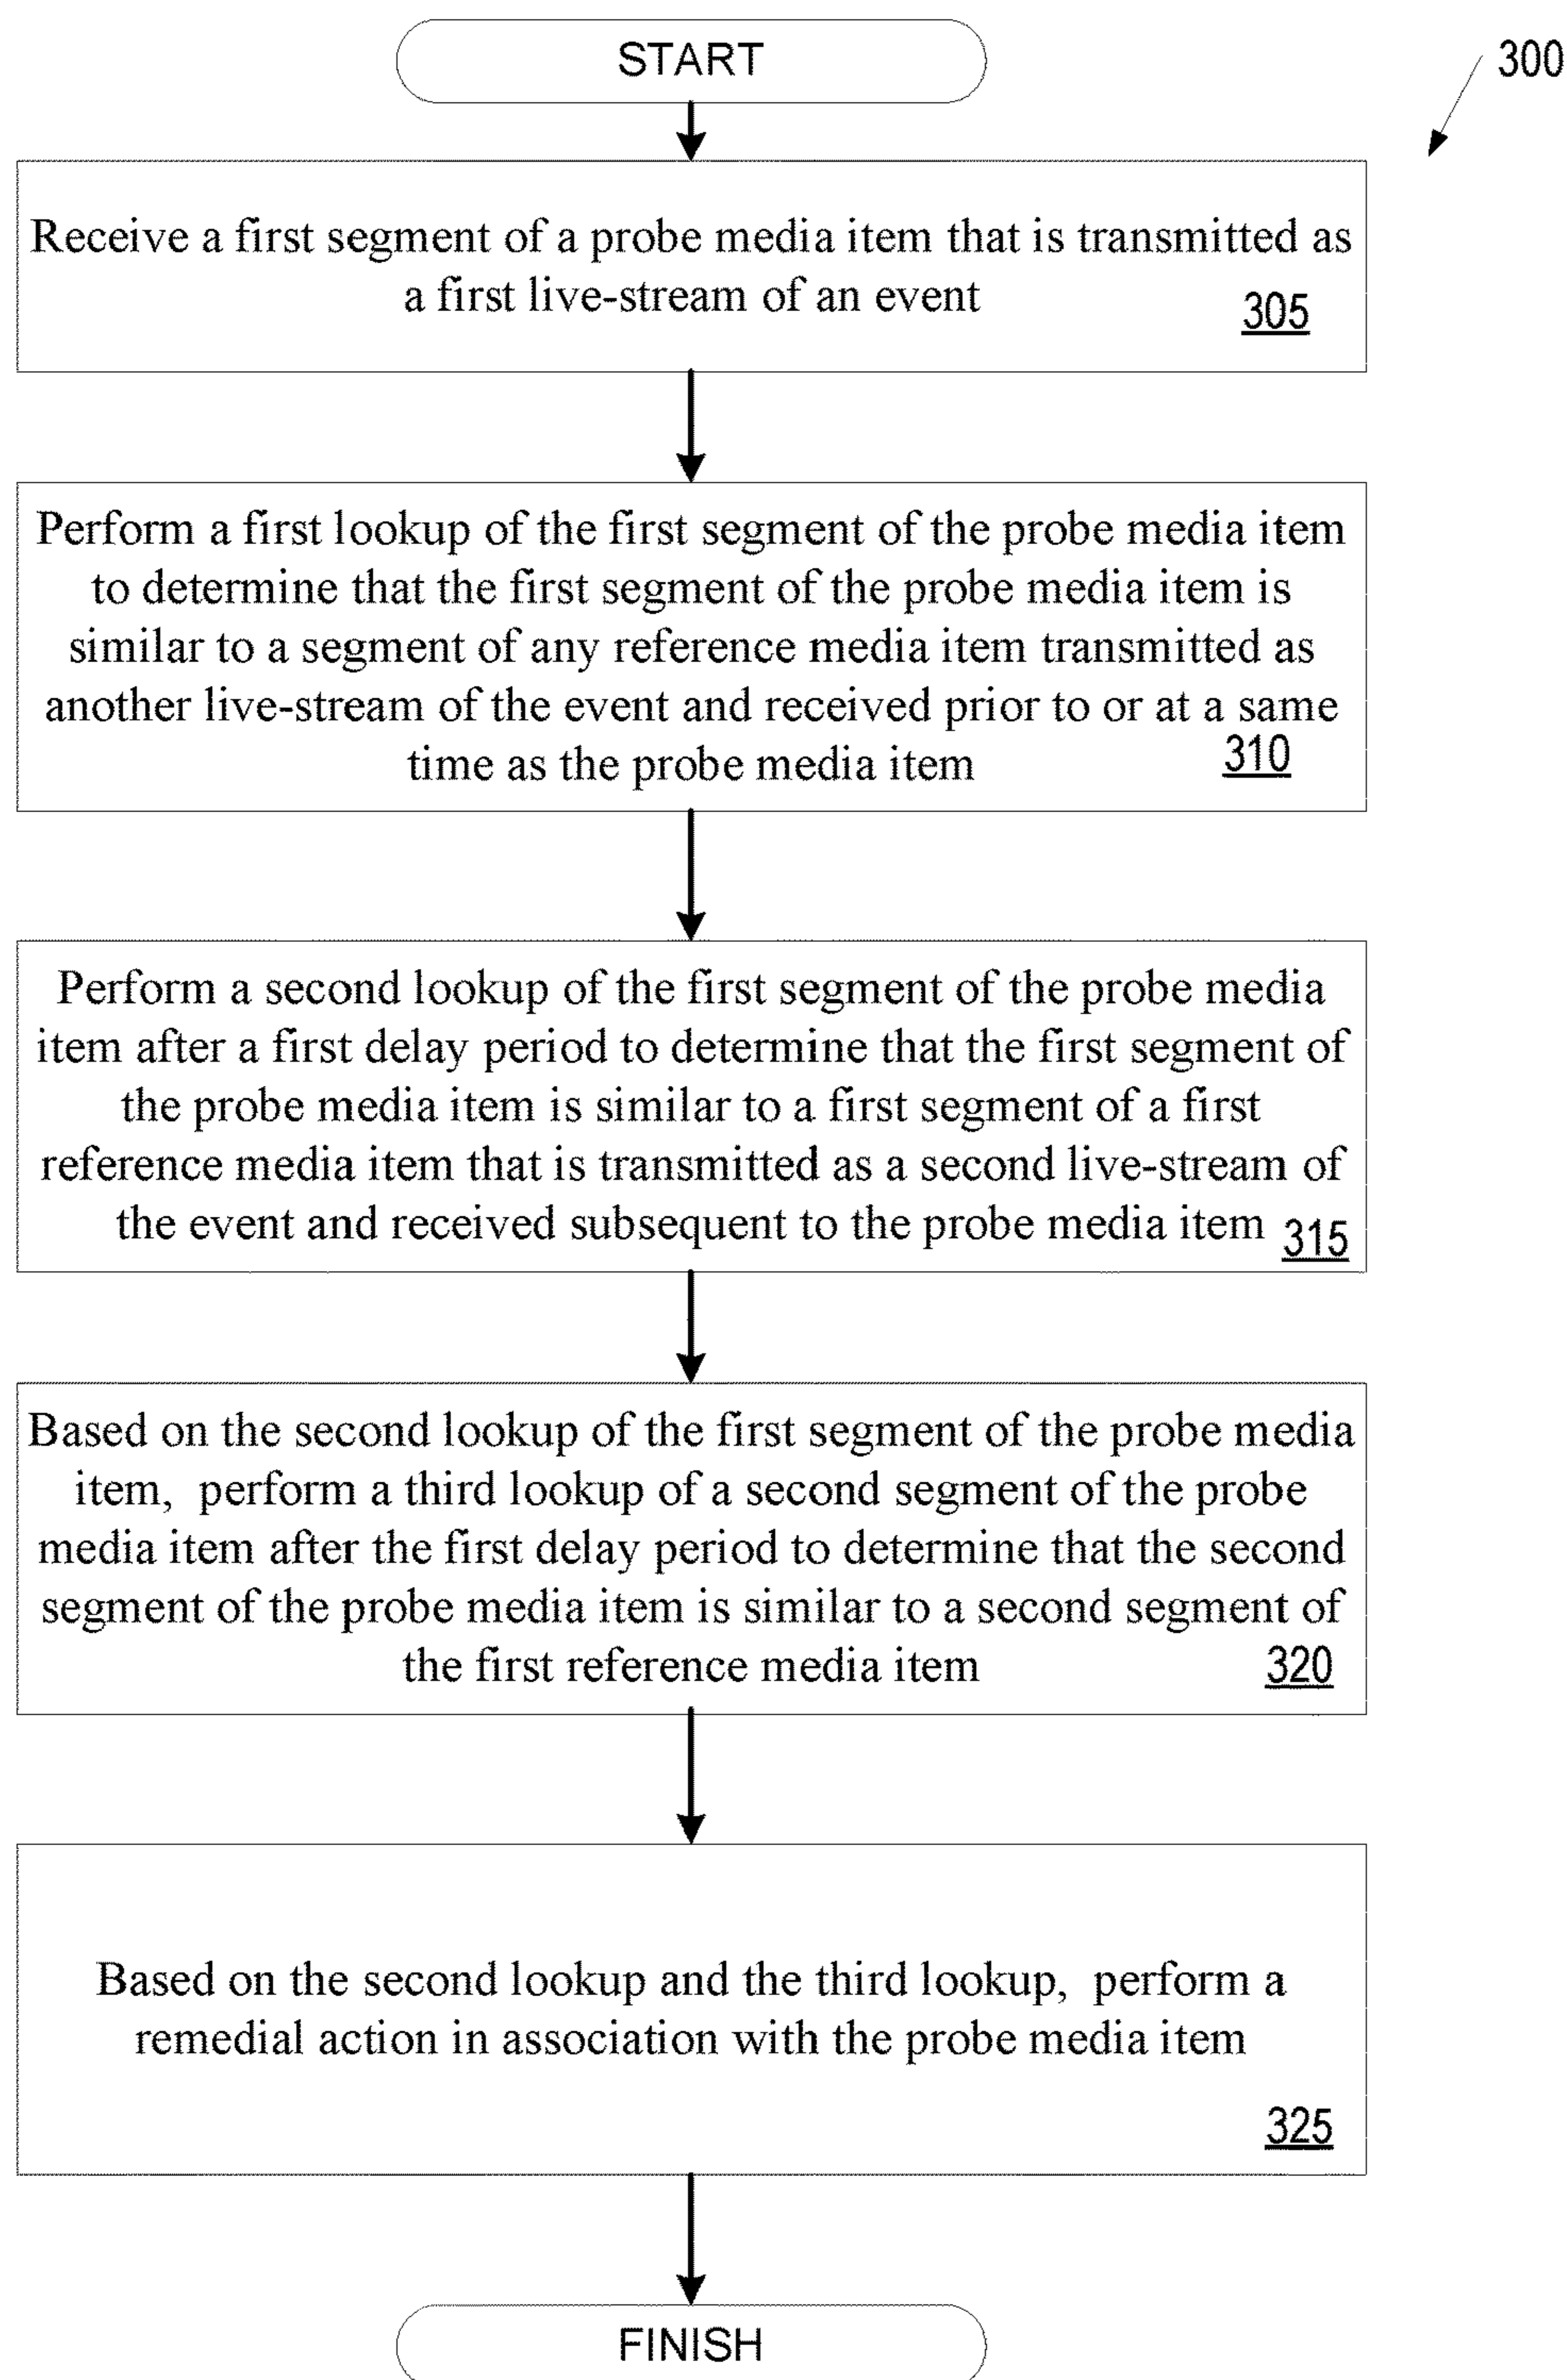 START
300
Receive a first segment of a probe media item that is transmitted as
a first live-stream of an event
305
Perform a first lookup of the first segment of the probe media item
to determine that the first segment of the probe media item is
similar to a segment of any reference media item transmitted as
another live-stream of the event and received prior to or at a same
time as the probe media item
310
Perform a second lookup of the first segment of the probe media
item after a first delay period to determine that the first segment of
the probe media item is similar to a first segment of a first
reference media item that is transmitted as a second live-stream of
the event and received subsequent to the probe media item
315
Based on the second lookup of the first segment of the probe media
item, perform a third lookup of a second segment of the probe
media item after the first delay period to determine that the second
segment of the probe media item is similar to a second segment of
the first reference media item
320
Based on the second lookup and the third lookup, perform a
remedial action in association with the probe media item
325
FINISH